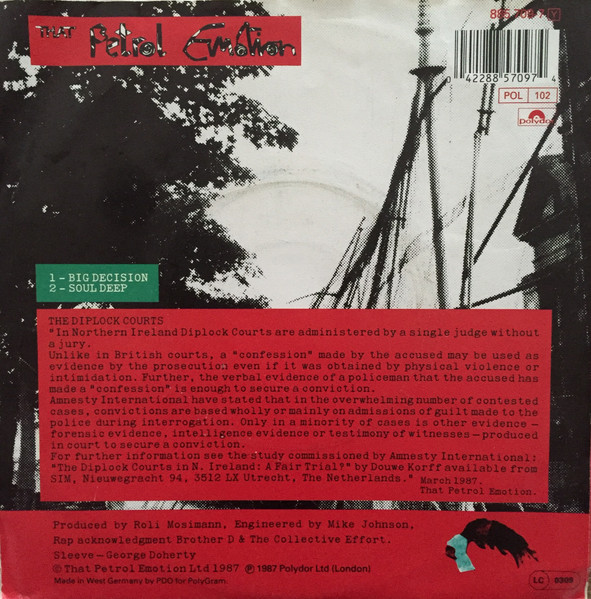 THAT Petrol Emotion
885 709-7 Y
0 42288 57097 4
POL 102
polydor
1 - BIG DECISION
2 - SOUL DEEP
THE DIPLOCK COURTS
"In Northern Ireland Diplock Courts are administered by a single judge without
a jury.
Unlike in British courts, a "confession" made by the accused may be used as
evidence by the prosecution even if it was obtained by physical violence or
intimidation. Further, the verbal evidence of a policeman that the accused has
made a "confession" is enough to secure a conviction.
Amnesty International have stated that in the overwhelming number of contested
cases, convictions are based wholly or mainly on admissions of guilt made to the
police during interrogation. Only in a minority of cases is other evidence —
forensic evidence, intelligence evidence or testimony of witnesses — produced
in court to secure a conviction.
For further information see the study commissioned by Amnesty International:
"The Diplock Courts in N. Ireland: A Fair Trial?" by Douwe Korff available from
SIM, Nieuwegracht 94, 3512 LX Utrecht, The Netherlands."
March 1987.
That Petrol Emotion.
Produced by Roli Mosimann, Engineered by Mike Johnson,
Rap acknowledgment Brother D & The Collective Effort.
Sleeve — George Doherty
© That Petrol Emotion Ltd 1987 ℗ 1987 Polydor Ltd (London)
Made in West Germany by PDO for PolyGram.
LC 0309